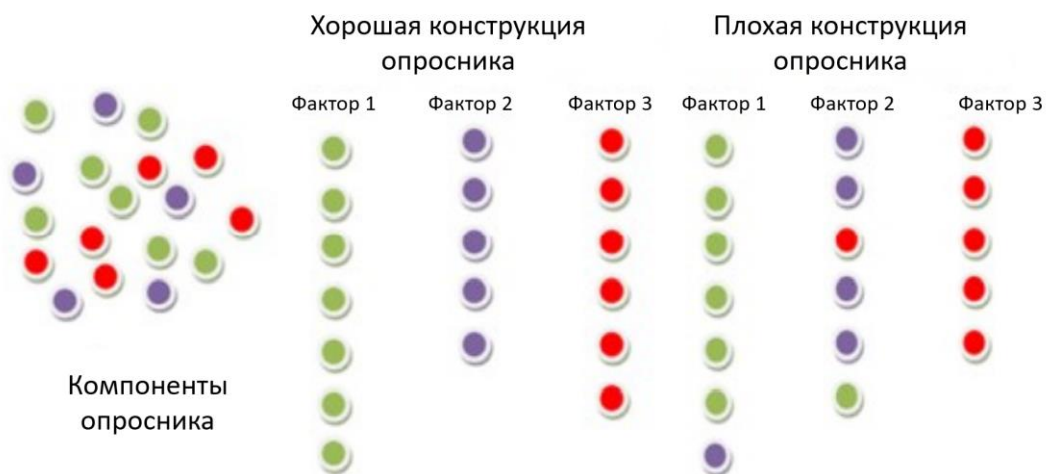 Хорошая конструкция
опросника
Плохая конструкция
опросника
Фактор 1
Фактор 2
Фактор 3
Фактор 1
Фактор 2
Фактор 3
Компоненты
опросника